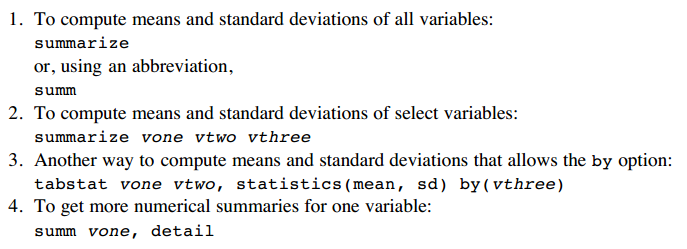 1. To compute means and standard deviations of all variables:
summarize
or, using an abbreviation,
summ
2. To compute means and standard deviations of select variables:
summarize vone vtwo vthree
3. Another way to compute means and standard deviations that allows the by option:
tabstat vone vtwo, statistics(mean, sd) by(vthree)
4. To get more numerical summaries for one variable:
summ vone, detail